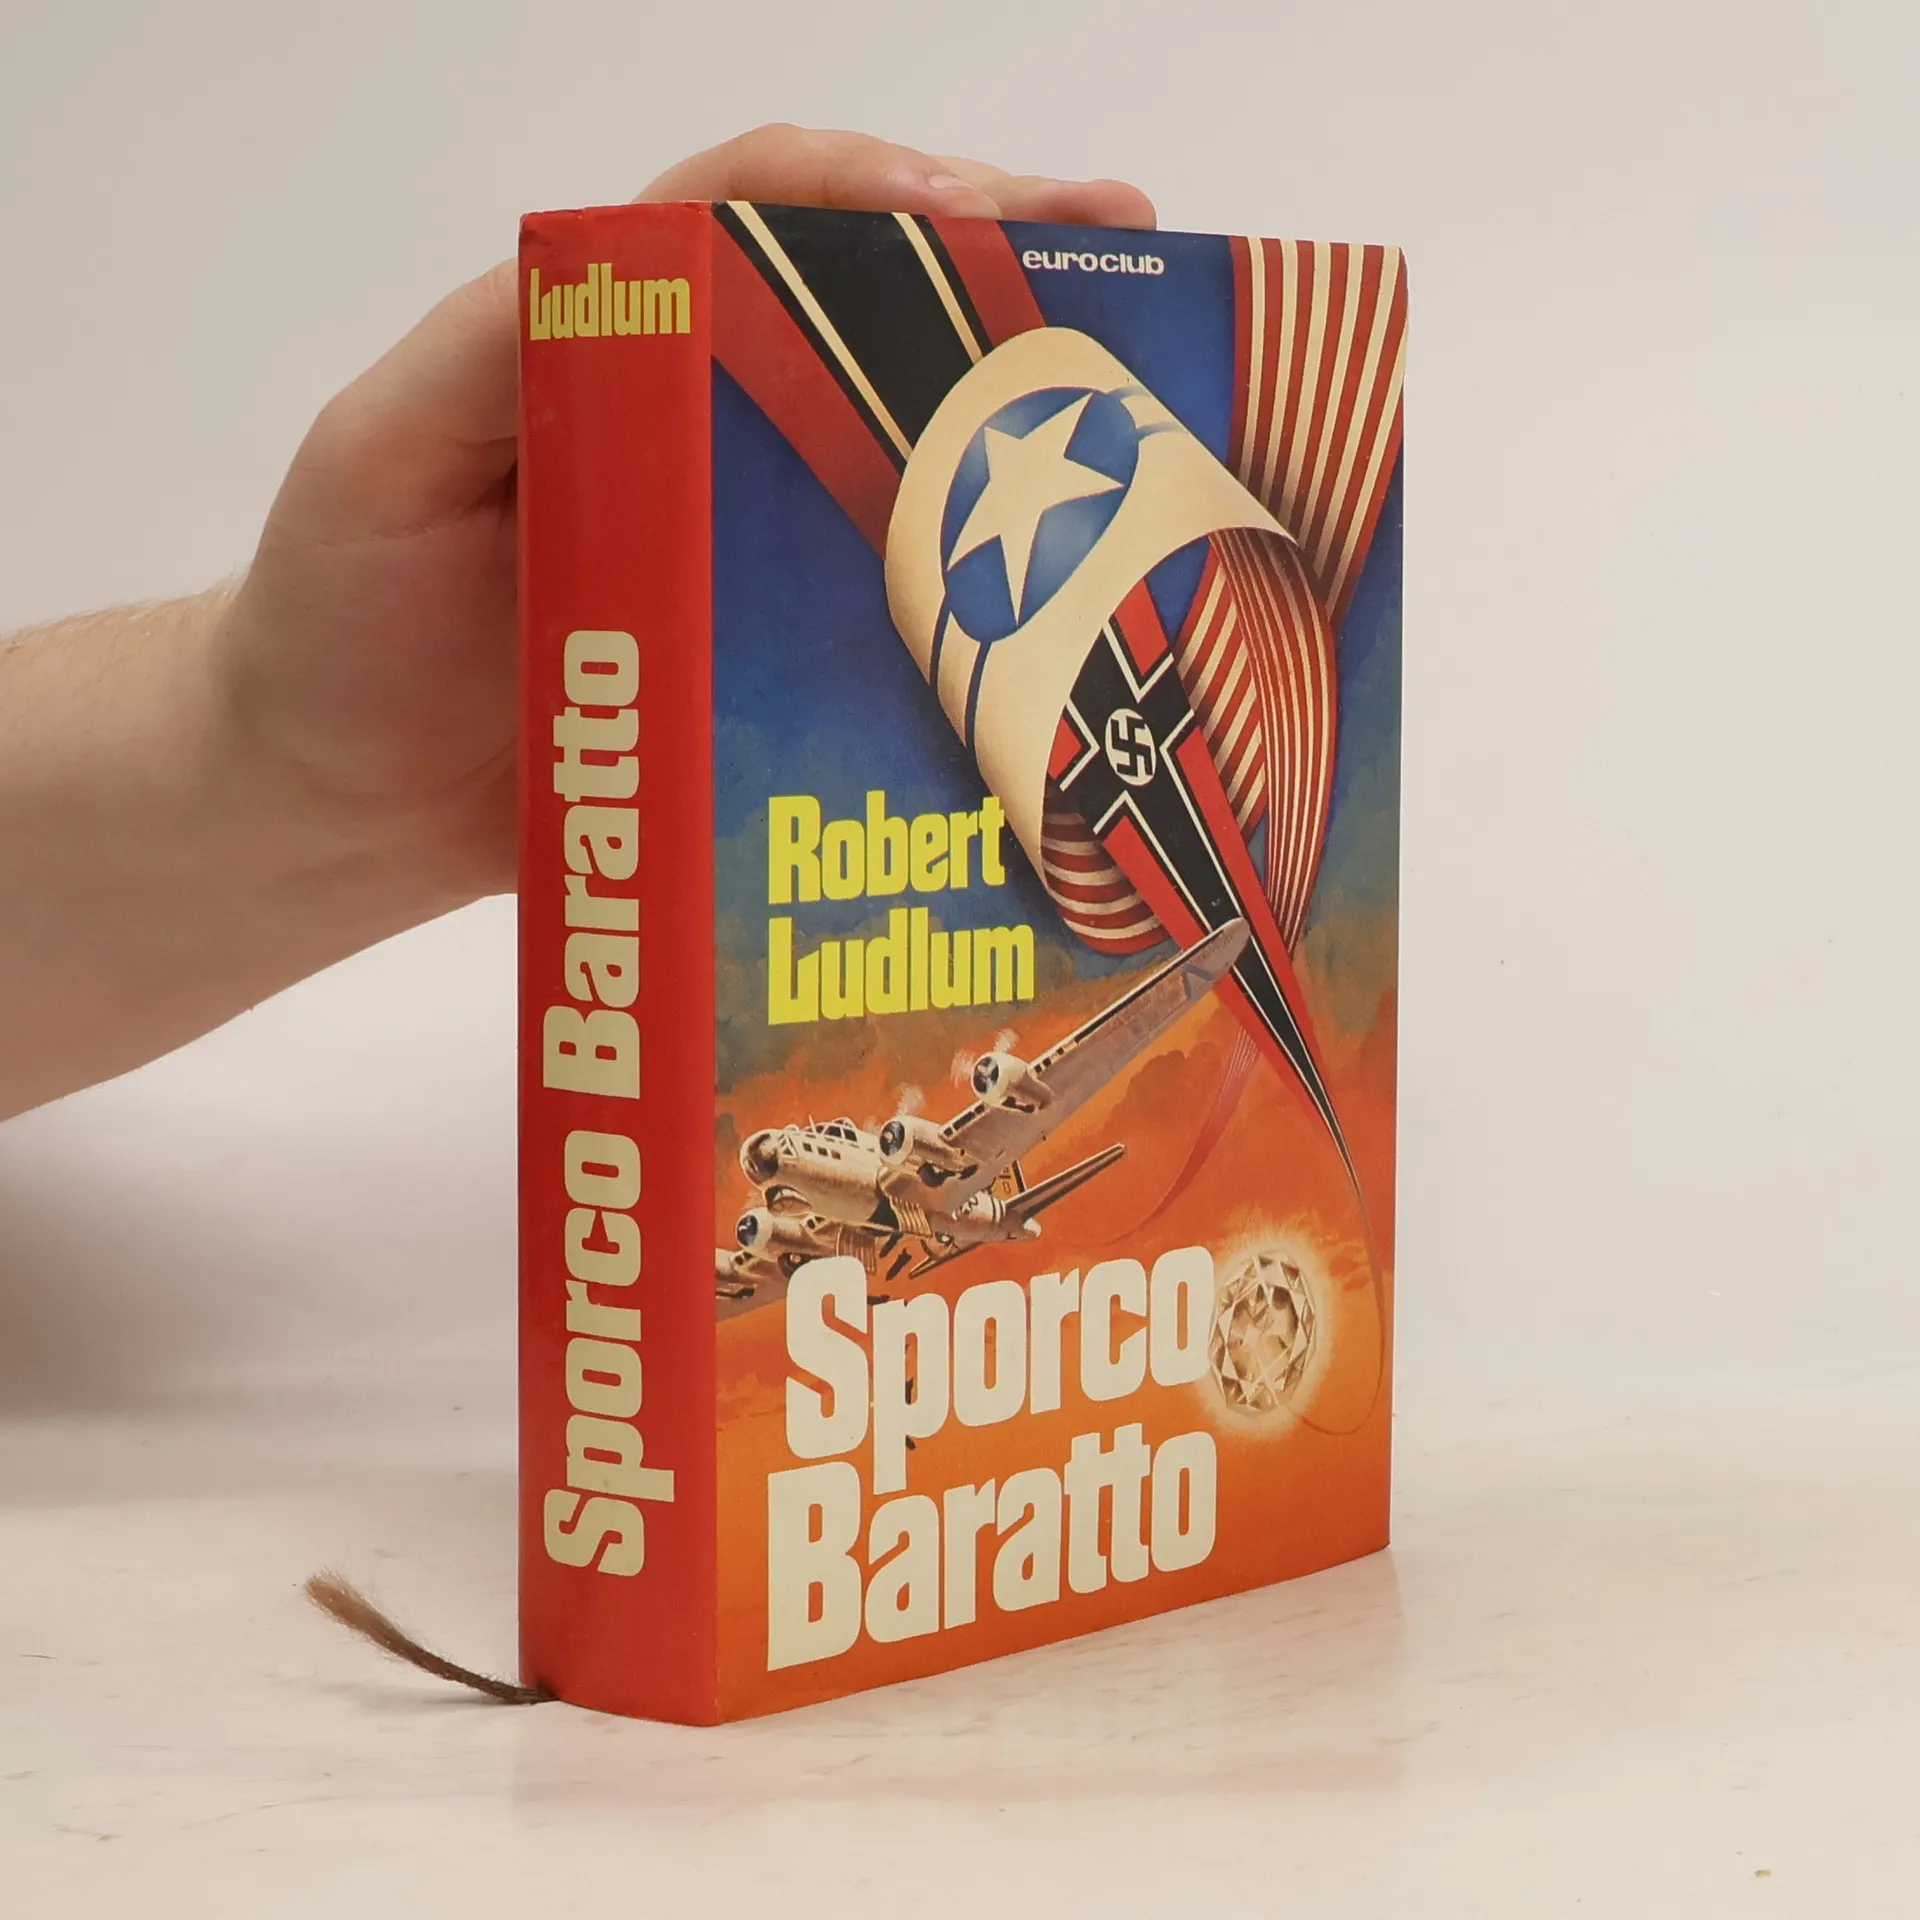 Ludlum
Sporco Baratto
euroclub
Robert
Ludlum
Sporco
Baratto